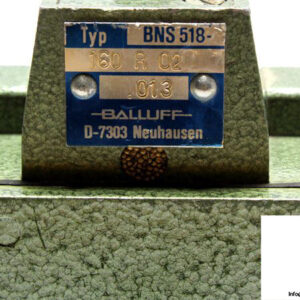 Typ BNS 518-
160 R 02
.013
BALLUFF
D-7303 Neuhausen